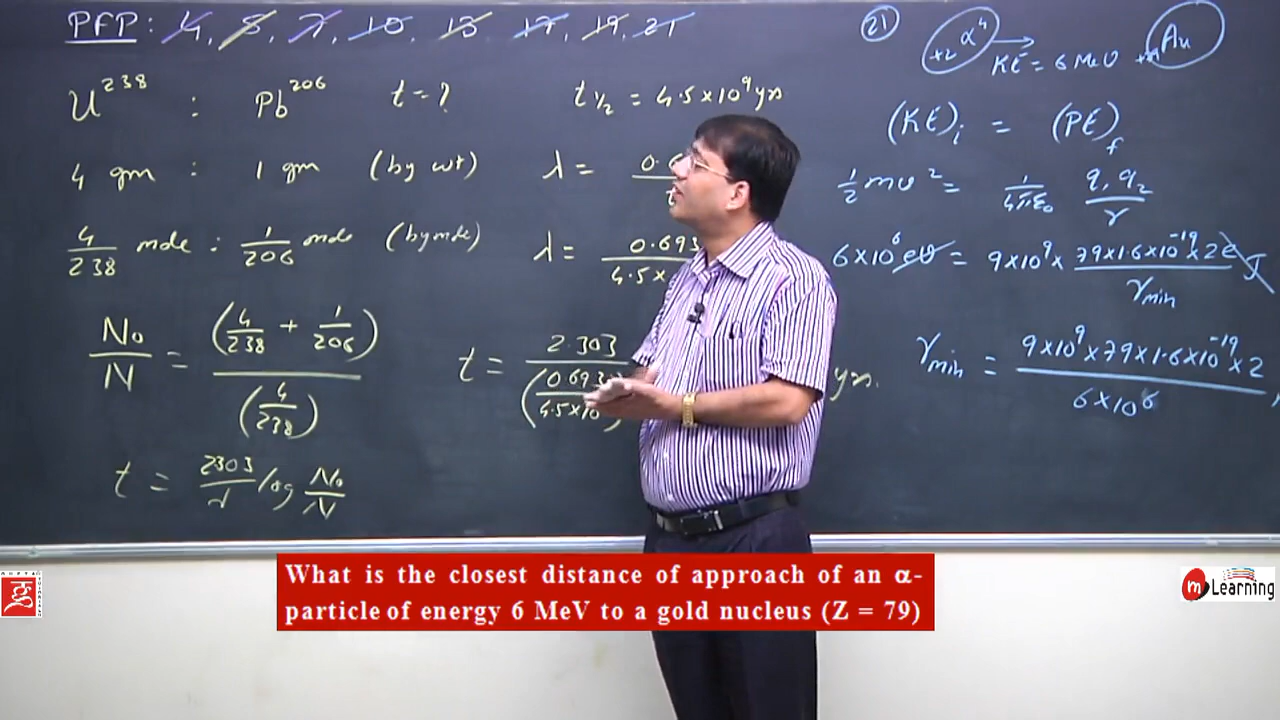 PFP : 4, 5, 7, 10, 13, 17, 19, 21
U²³⁸ : Pb²⁰⁶ t = ? t½ = 4.5×10⁹ yrs
4 gm : 1 gm (by wt) λ =
4/238 mole : 1/206 mole (by mole) λ = 0.693 / 4.5×
N₀/N = (4/238 + 1/206) / (4/238)
t = 2.303 / (0.693 / 4.5×10 yrs.
t = 2303/λ log N₀/N
(21) +2α⁴ → KE = 6 MeV Au
(KE)i = (PE)f
½mv² = 1/4πε₀ q₁q₂/r
6×10⁶ eV = 9×10⁹ × 79×1.6×10⁻¹⁹×2e J / rmin
rmin = 9×10⁹×79×1.6×10⁻¹⁹×2 / 6×10⁶
What is the closest distance of approach of an α-
particle of energy 6 MeV to a gold nucleus (Z = 79)
m Learning